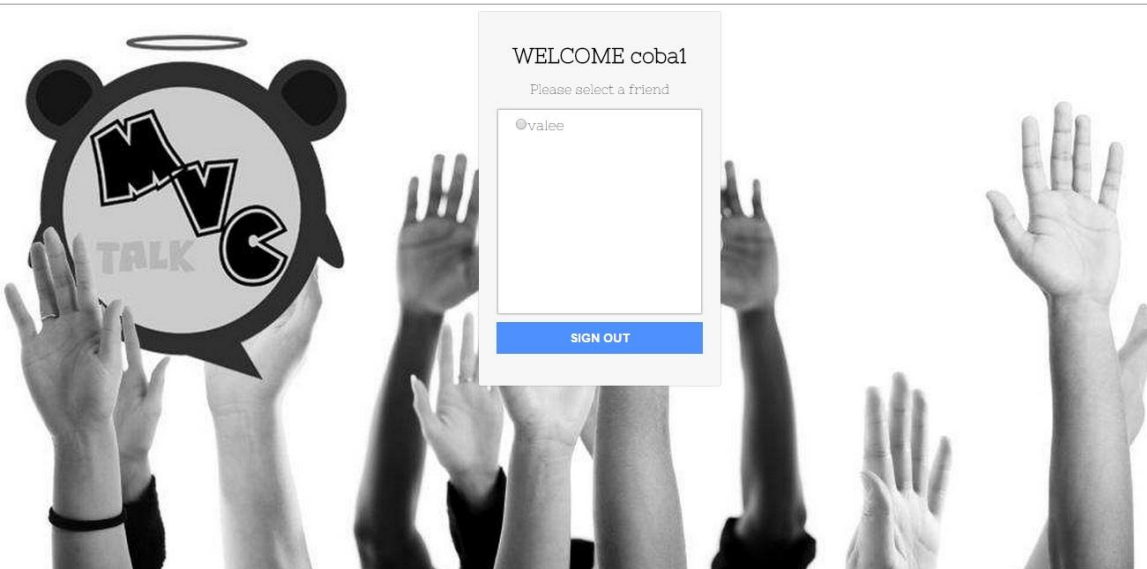 MVC
TALK
WELCOME coba1
Please select a friend
valee
SIGN OUT